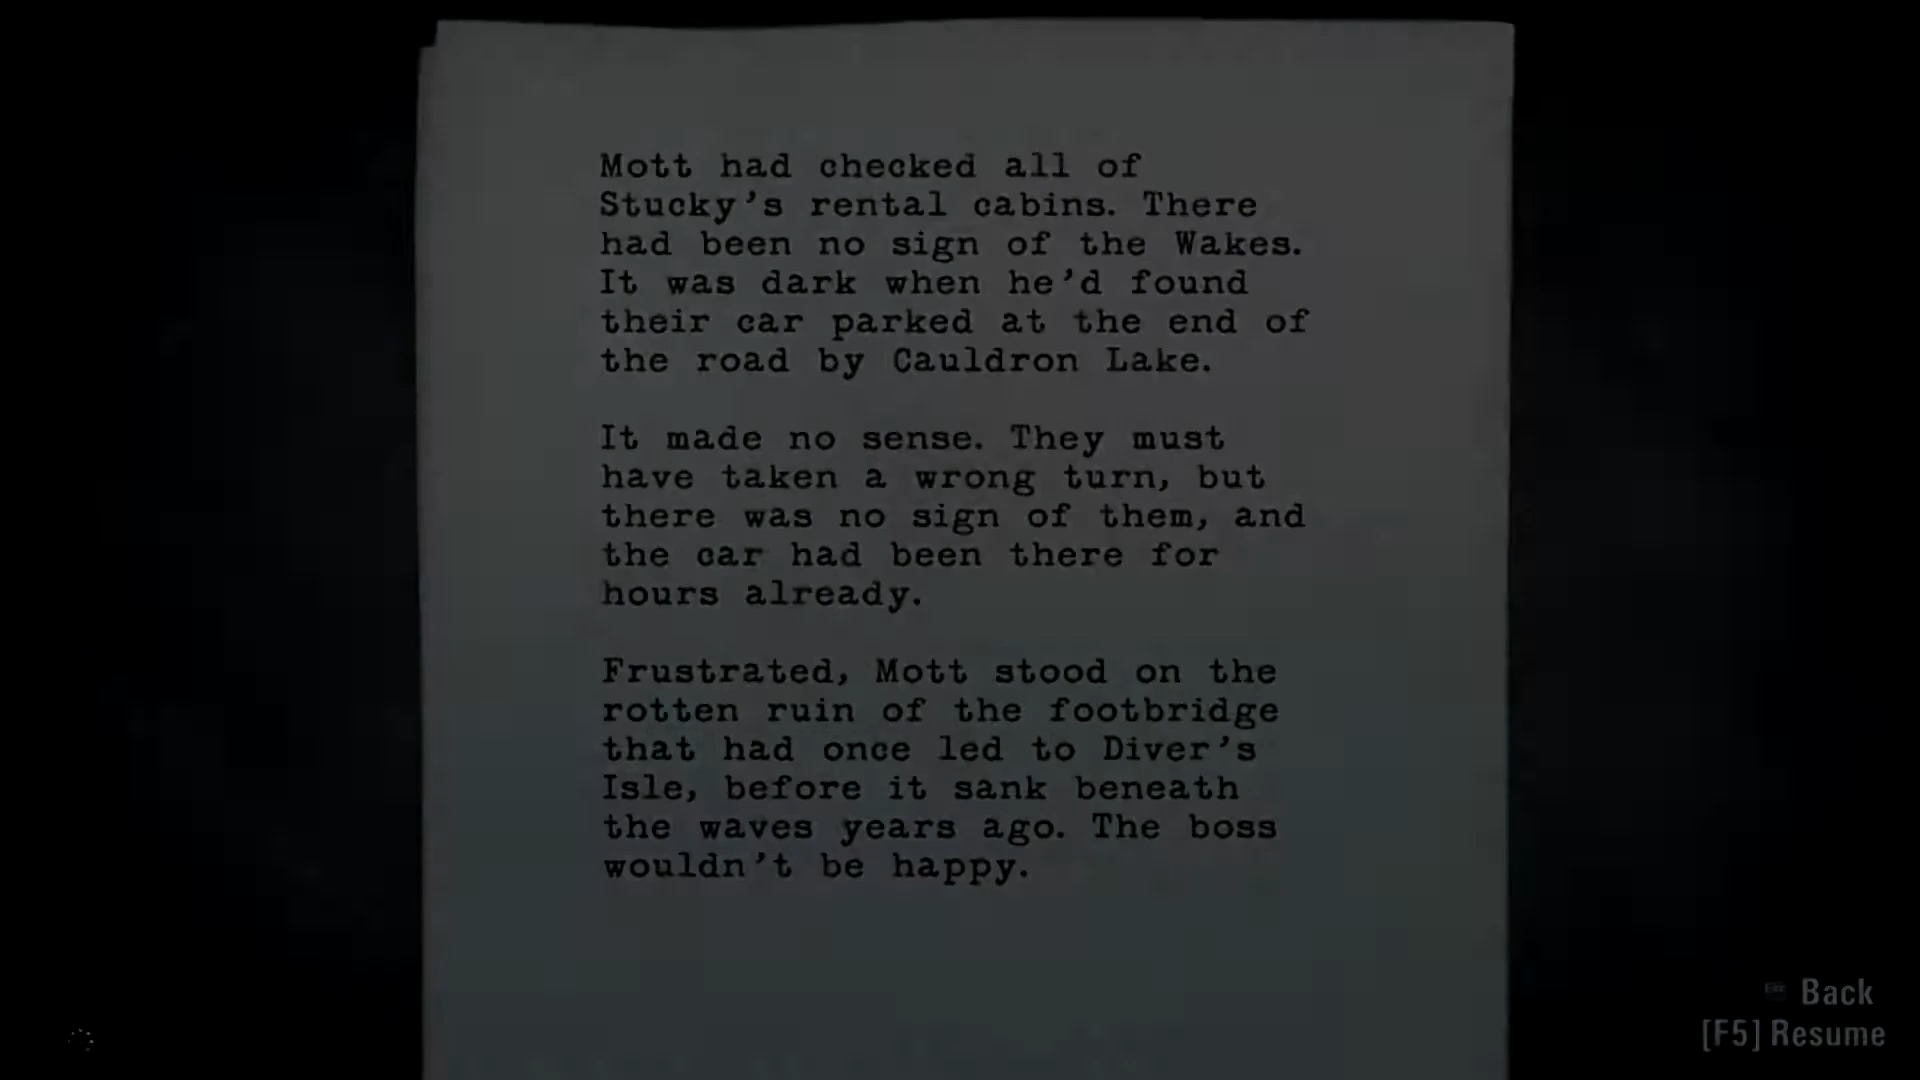 Mott had checked all of
Stucky's rental cabins. There
had been no sign of the Wakes.
It was dark when he'd found
their car parked at the end of
the road by Cauldron Lake.
It made no sense. They must
have taken a wrong turn, but
there was no sign of them, and
the car had been there for
hours already.
Frustrated, Mott stood on the
rotten ruin of the footbridge
that had once led to Diver's
Isle, before it sank beneath
the waves years ago. The boss
wouldn't be happy.
Esc Back
[F5] Resume